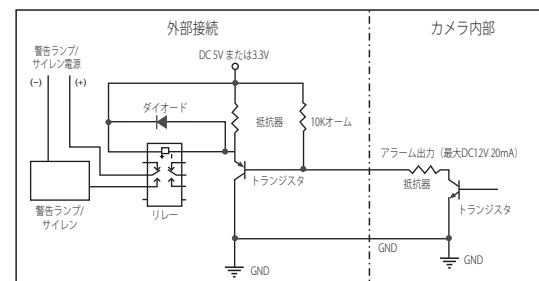 外部接続
カメラ内部
警告ランプ/
サイレン電源
(−)
(+)
DC 5V または3.3V
ダイオード
抵抗器
10Kオーム
アラーム出力（最大DC12V 20mA）
トランジスタ
抵抗器
トランジスタ
リレー
警告ランプ/
サイレン
GND
GND
GND